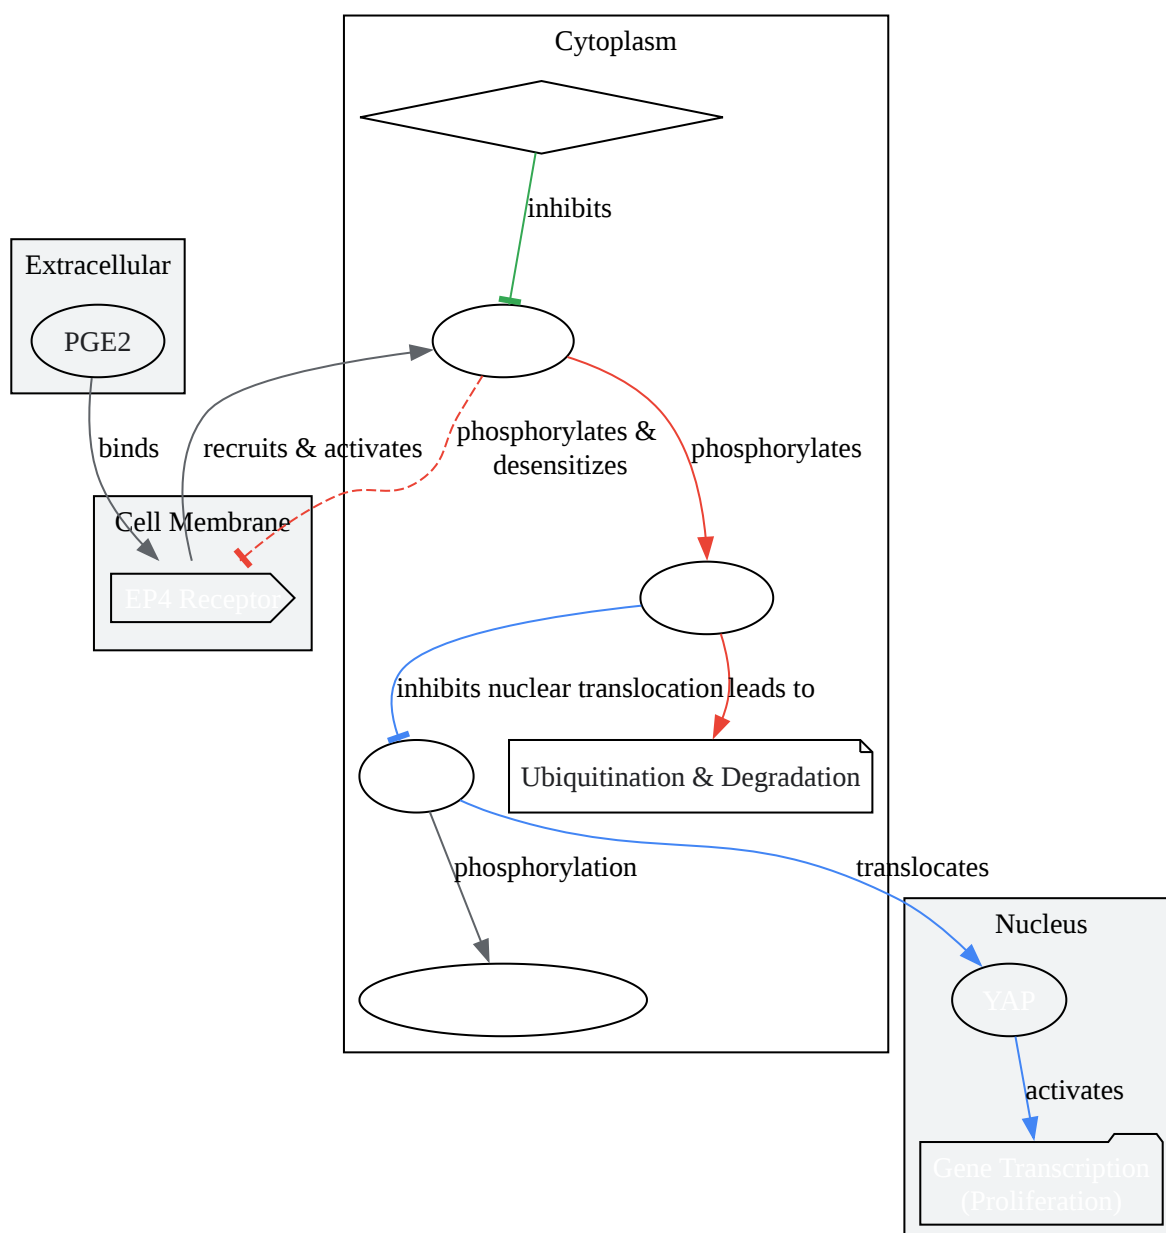 Cytoplasm
inhibits
Extracellular
PGE2
binds
recruits & activates
phosphorylates &
desensitizes
phosphorylates
Cell Membrane
EP4 Receptor
inhibits nuclear translocation
leads to
Ubiquitination & Degradation
phosphorylation
translocates
Nucleus
YAP
activates
Gene Transcription
(Proliferation)